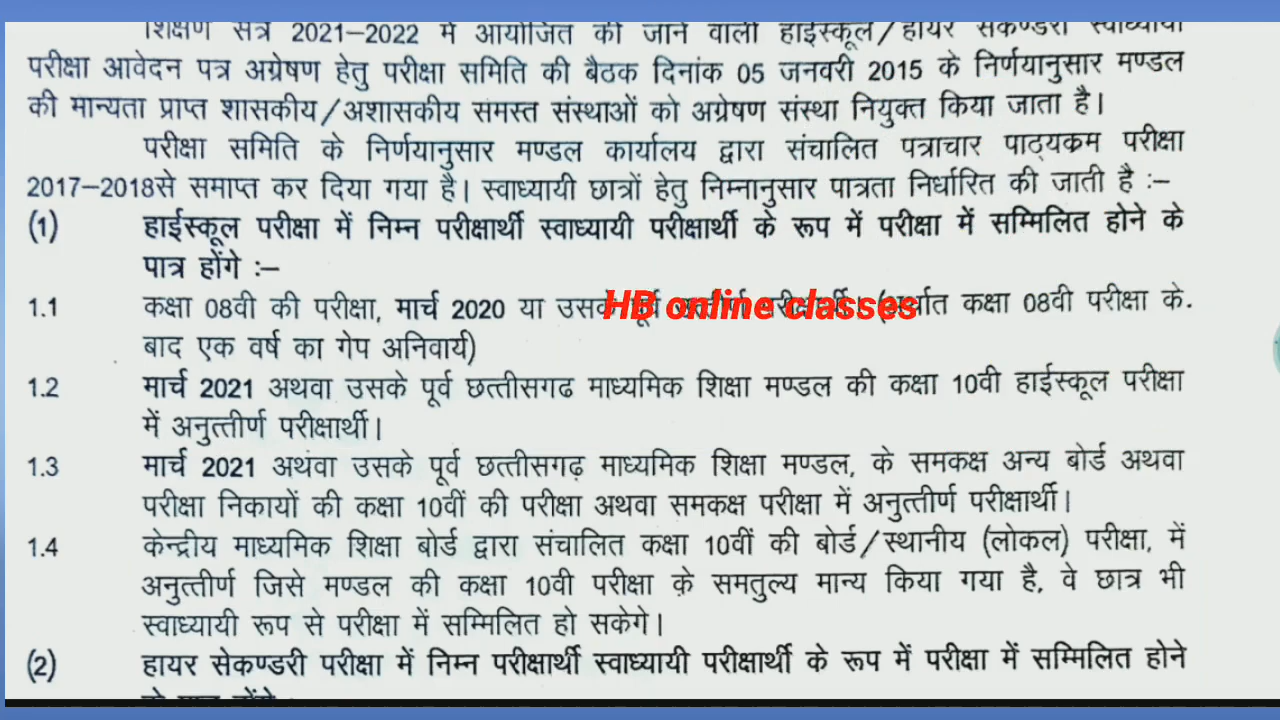 शिक्षण सत्र 2021–2022 में आयोजित की जाने वाली हाईस्कूल/हायर सेकण्डरी स्वाध्यायी
परीक्षा आवेदन पत्र अग्रेषण हेतु परीक्षा समिति की बैठक दिनांक 05 जनवरी 2015 के निर्णयानुसार मण्डल
की मान्यता प्राप्त शासकीय/अशासकीय समस्त संस्थाओं को अग्रेषण संस्था नियुक्त किया जाता है।
परीक्षा समिति के निर्णयानुसार मण्डल कार्यालय द्वारा संचालित पत्राचार पाठ्यकम परीक्षा
2017–2018से समाप्त कर दिया गया है। स्वाध्यायी छात्रों हेतु निम्नानुसार पात्रता निर्धारित की जाती है :–
(1) हाईस्कूल परीक्षा में निम्न परीक्षार्थी स्वाध्यायी परीक्षार्थी के रूप में परीक्षा में सम्मिलित होने के
पात्र होंगे :–
1.1 कक्षा 08वी की परीक्षा, मार्च 2020 या उसके पूर्व परीक्षार्थी (अर्थात कक्षा 08वी परीक्षा के.
HD online classes
बाद एक वर्ष का गेप अनिवार्य)
1.2 मार्च 2021 अथवा उसके पूर्व छत्तीसगढ माध्यमिक शिक्षा मण्डल की कक्षा 10वी हाईस्कूल परीक्षा
में अनुत्तीर्ण परीक्षार्थी।
1.3 मार्च 2021 अथवा उसके पूर्व छत्तीसगढ़ माध्यमिक शिक्षा मण्डल, के समकक्ष अन्य बोर्ड अथवा
परीक्षा निकायों की कक्षा 10वीं की परीक्षा अथवा समकक्ष परीक्षा में अनुत्तीर्ण परीक्षार्थी।
1.4 केन्द्रीय माध्यमिक शिक्षा बोर्ड द्वारा संचालित कक्षा 10वीं की बोर्ड/स्थानीय (लोकल) परीक्षा, में
अनुत्तीर्ण जिसे मण्डल की कक्षा 10वी परीक्षा के समतुल्य मान्य किया गया है, वे छात्र भी
स्वाध्यायी रूप से परीक्षा में सम्मिलित हो सकेगे।
(2) हायर सेकण्डरी परीक्षा में निम्न परीक्षार्थी स्वाध्यायी परीक्षार्थी के रूप में परीक्षा में सम्मिलित होने